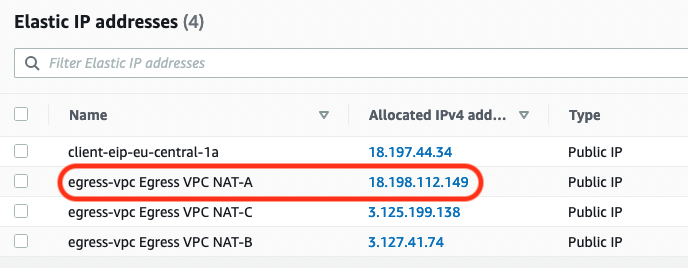 Elastic IP addresses (4)
Filter Elastic IP addresses
Name Allocated IPv4 add... Type
client-eip-eu-central-1a 18.197.44.34 Public IP
egress-vpc Egress VPC NAT-A 18.198.112.149 Public IP
egress-vpc Egress VPC NAT-C 3.125.199.138 Public IP
egress-vpc Egress VPC NAT-B 3.127.41.74 Public IP